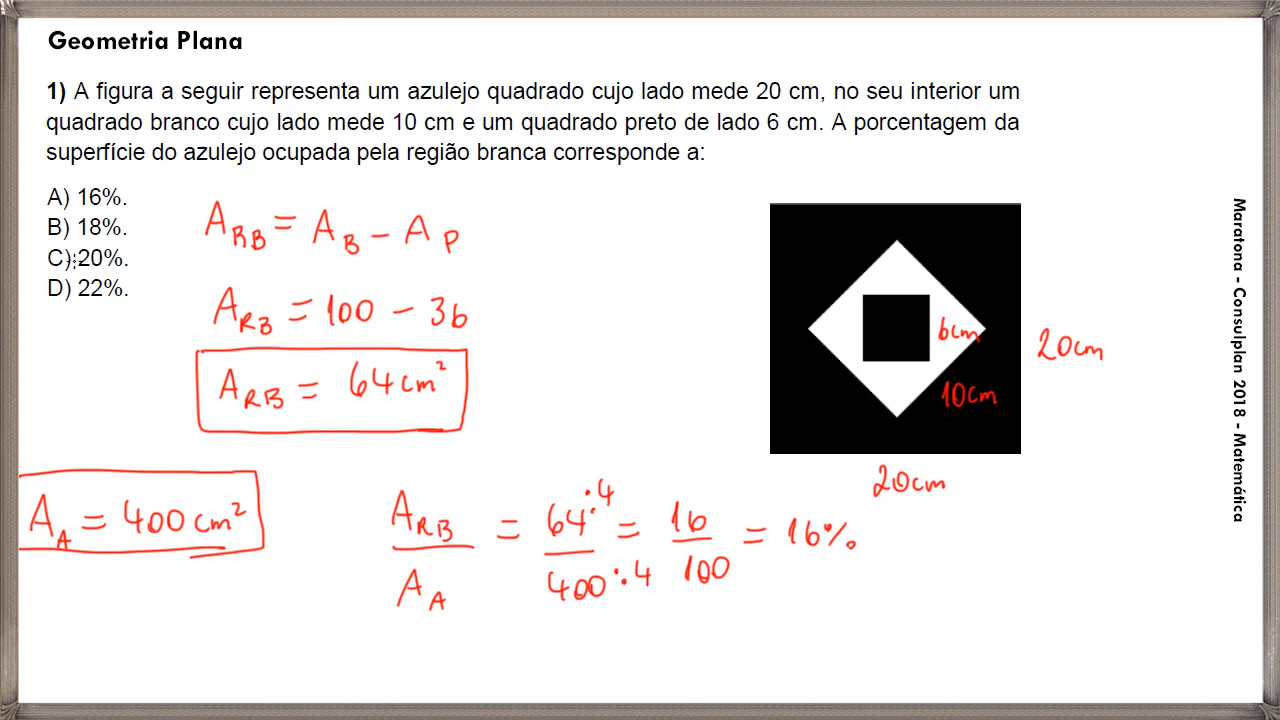 Geometria Plana
1) A figura a seguir representa um azulejo quadrado cujo lado mede 20 cm, no seu interior um
quadrado branco cujo lado mede 10 cm e um quadrado preto de lado 6 cm. A porcentagem da
superfície do azulejo ocupada pela região branca corresponde a:
A) 16%.
B) 18%.
C) 20%.
D) 22%.
A_RB = A_B - A_P
A_RB = 100 - 36
A_RB = 64 cm²
6cm
10cm
20cm
20cm
A_A = 400 cm²
A_RB / A_A = 64 :4 / 400 :4 = 16 / 100 = 16%
Maratona - Consulplan 2018 - Matemática